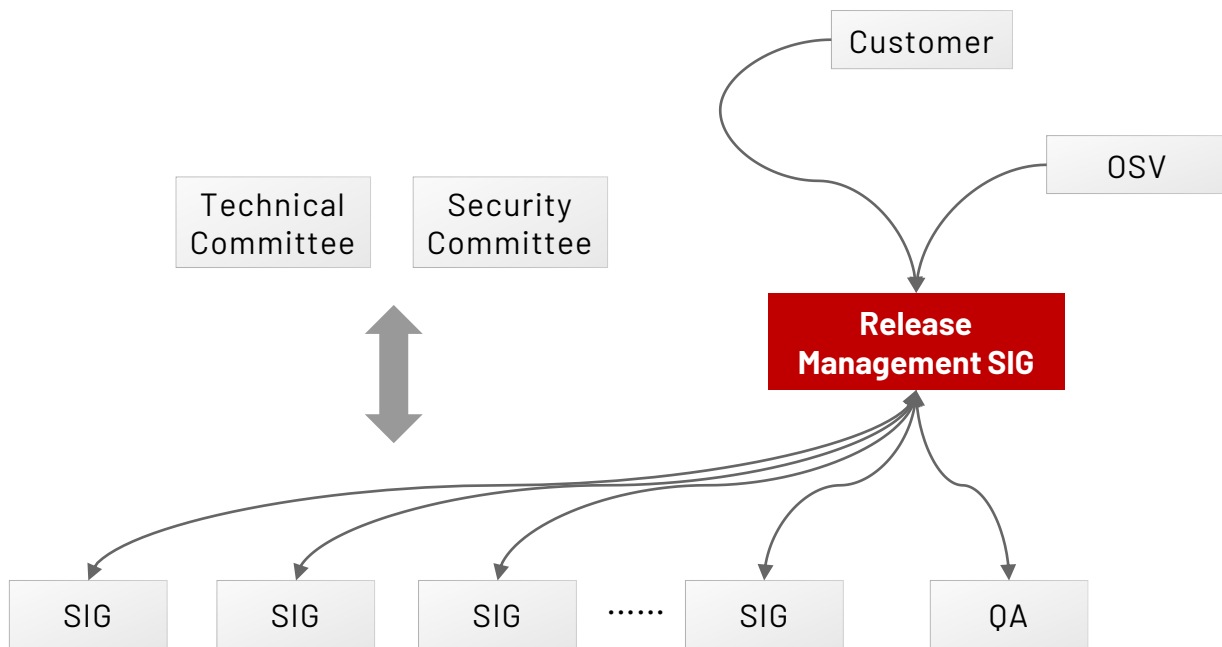 Customer
OSV
Technical
Committee
Security
Committee
Release
Management SIG
SIG
SIG
SIG
······
SIG
QA